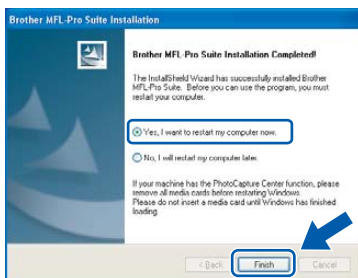 Brother MFL-Pro Suite Installation
Brother MFL-Pro Suite Installation Completed!
The InstallShield Wizard has successfully installed Brother
MFL-Pro Suite. Before you can use the program, you must
restart your computer.
Yes, I want to restart my computer now.
No, I will restart my computer later.
If your machine has the PhotoCapture Center function, please
remove all media cards before restarting Windows.
Please do not insert a media card until Windows has finished
loading.
< Back
Finish
Cancel